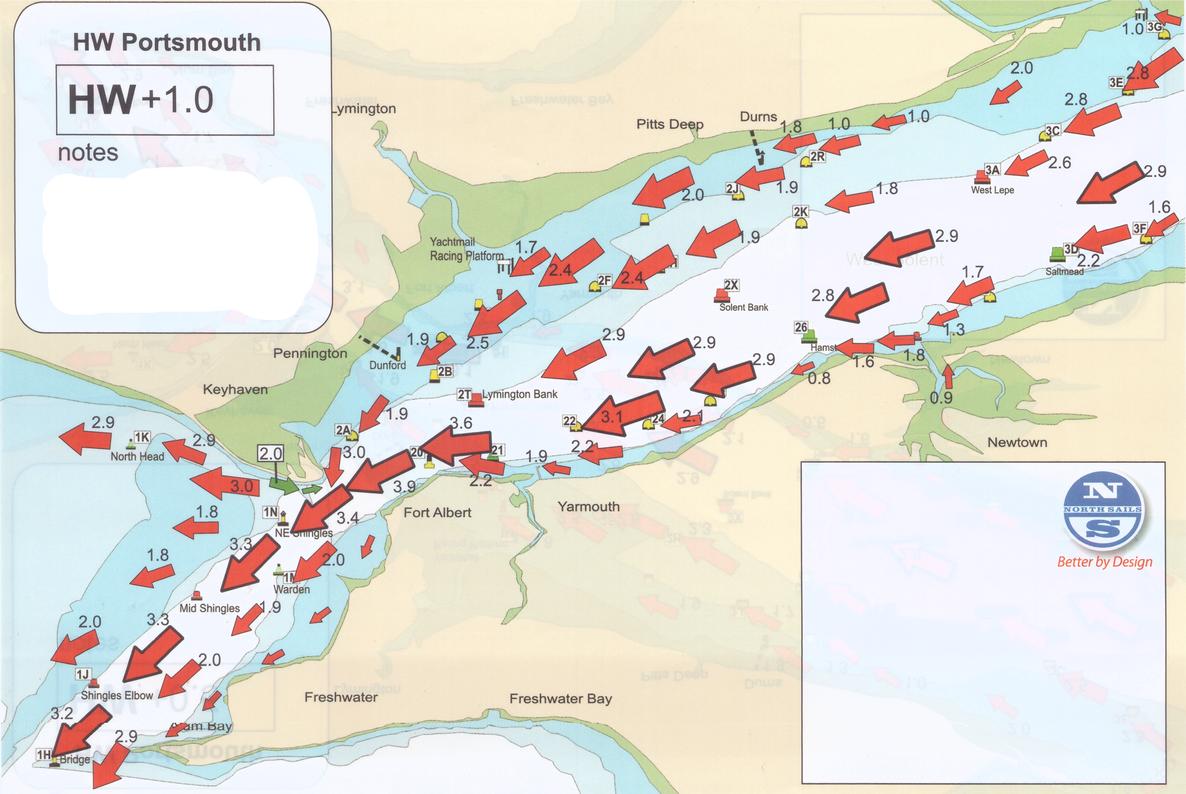 HW Portsmouth
HW +1.0
notes
Lymington
Pitts Deep
Durns
1.0
3G
2.8
3E
2.0
2.8
3C
1.8
1.0
1.0
2R
3A
2.6
West Lepe
2.9
2.0
2J
1.9
1.8
2K
1.6
3F
3D
2.2
Saltmead
Yachtmail
Racing Platform
1.7
2.4
2F
2.4
1.9
2.9
2X
Solent Bank
1.7
2.8
26
1.3
Hamst
1.9
2.5
2.9
2.9
2.9
1.6
1.8
0.8
0.9
Pennington
Dunford
2B
2T
Lymington Bank
Keyhaven
1.9
2A
3.6
22
3.1
24
2.1
Newtown
2.9
1K
North Head
2.9
2.0
3.0
20
21
2.2
1.9
2.2
3.0
3.9
Fort Albert
Yarmouth
1N
NE Shingles
3.4
1.8
3.3
1.8
2.0
1M
Warden
Mid Shingles
1.9
3.3
2.0
2.0
1J
Shingles Elbow
Freshwater
Freshwater Bay
3.2
2.9
1H
Bridge
um Bay
N
NORTH SAILS
S
Better by Design